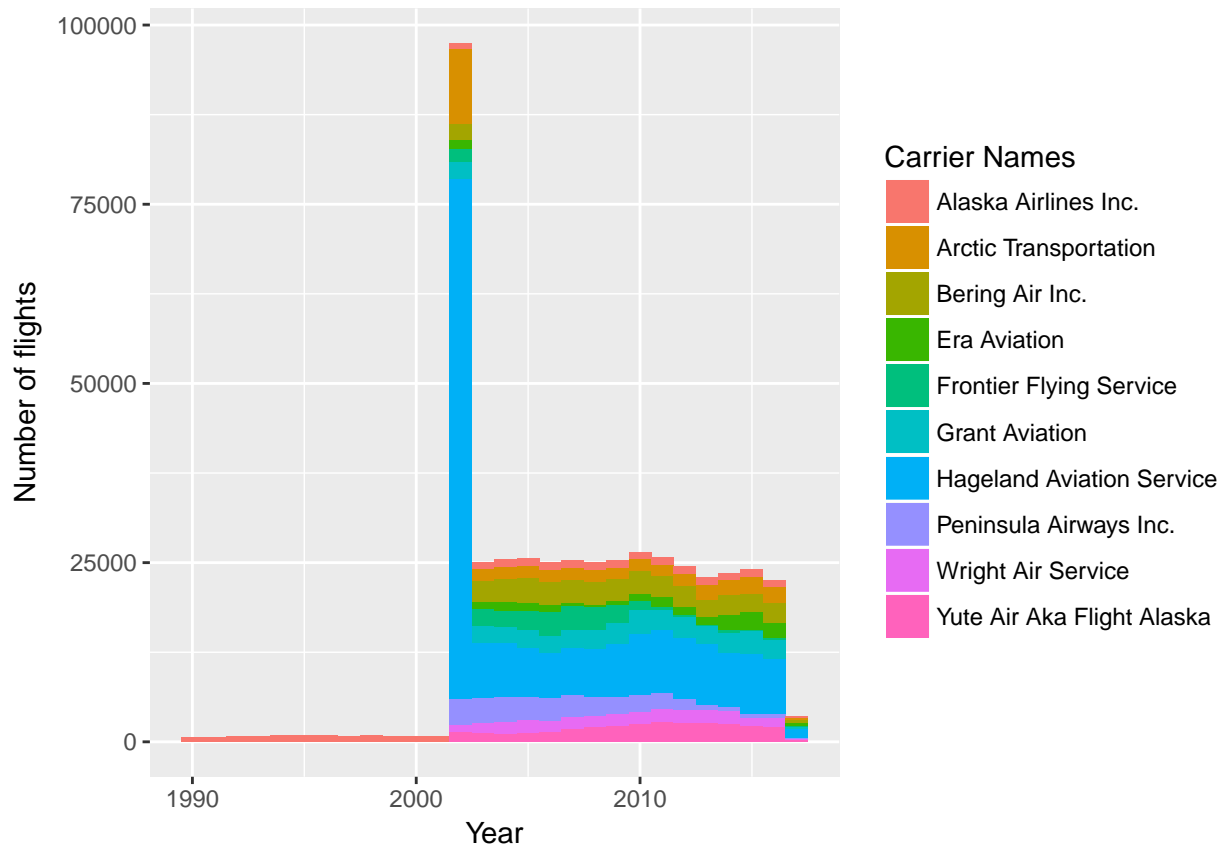 100000
75000
50000
25000
0
Number of flights
1990
2000
2010
Year
Carrier Names
Alaska Airlines Inc.
Arctic Transportation
Bering Air Inc.
Era Aviation
Frontier Flying Service
Grant Aviation
Hageland Aviation Service
Peninsula Airways Inc.
Wright Air Service
Yute Air Aka Flight Alaska